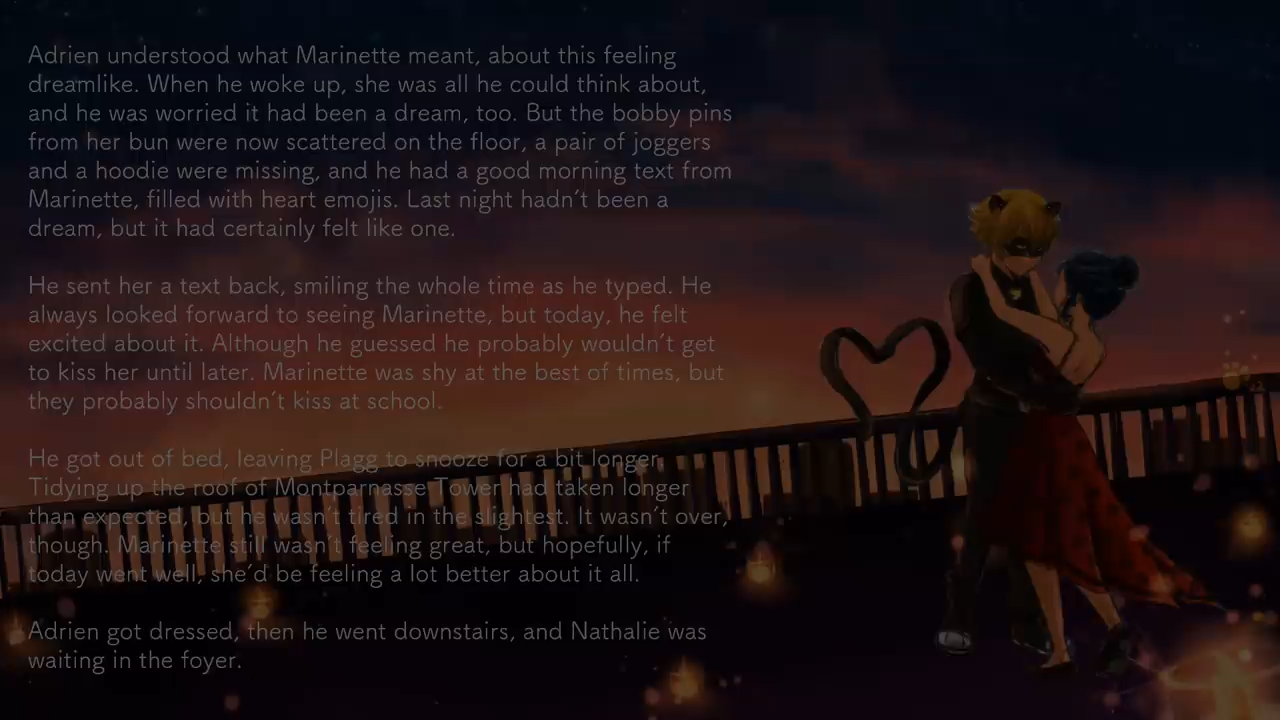 Adrien understood what Marinette meant, about this feeling
dreamlike. When he woke up, she was all he could think about,
and he was worried it had been a dream, too. But the bobby pins
from her bun were now scattered on the floor, a pair of joggers
and a hoodie were missing, and he had a good morning text from
Marinette, filled with heart emojis. Last night hadn't been a
dream, but it had certainly felt like one.
He sent her a text back, smiling the whole time as he typed. He
always looked forward to seeing Marinette, but today, he felt
excited about it. Although he guessed he probably wouldn't get
to kiss her until later. Marinette was shy at the best of times, but
they probably shouldn't kiss at school.
He got out of bed, leaving Plagg to snooze for a bit longer.
Tidying up the roof of Montparnasse Tower had taken longer
than expected, but he wasn't tired in the slightest. It wasn't over,
though. Marinette still wasn't feeling great, but hopefully, if
today went well, she'd be feeling a lot better about it all.
Adrien got dressed, then he went downstairs, and Nathalie was
waiting in the foyer.